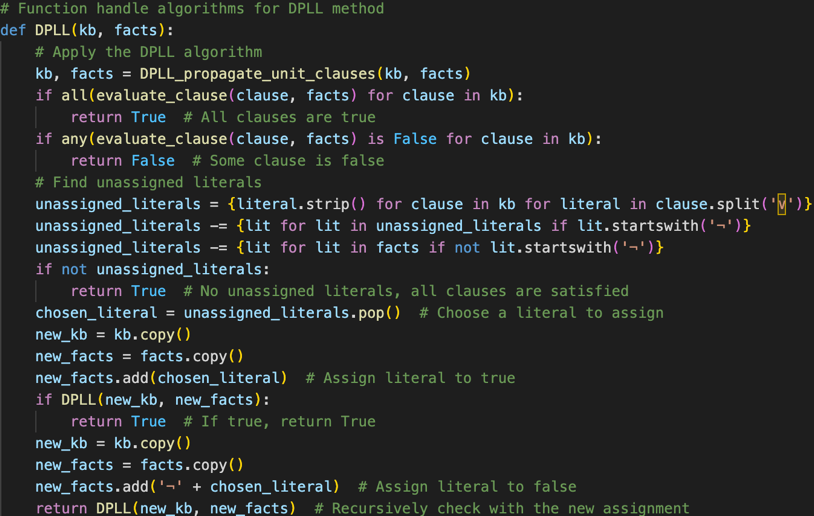 # Function handle algorithms for DPLL method
def DPLL(kb, facts):
    # Apply the DPLL algorithm
    kb, facts = DPLL_propagate_unit_clauses(kb, facts)
    if all(evaluate_clause(clause, facts) for clause in kb):
        return True  # All clauses are true
    if any(evaluate_clause(clause, facts) is False for clause in kb):
        return False  # Some clause is false
    # Find unassigned literals
    unassigned_literals = {literal.strip() for clause in kb for literal in clause.split('∨')}
    unassigned_literals -= {lit for lit in unassigned_literals if lit.startswith('¬')}
    unassigned_literals -= {lit for lit in facts if not lit.startswith('¬')}
    if not unassigned_literals:
        return True  # No unassigned literals, all clauses are satisfied
    chosen_literal = unassigned_literals.pop()  # Choose a literal to assign
    new_kb = kb.copy()
    new_facts = facts.copy()
    new_facts.add(chosen_literal)  # Assign literal to true
    if DPLL(new_kb, new_facts):
        return True  # If true, return True
    new_kb = kb.copy()
    new_facts = facts.copy()
    new_facts.add('¬' + chosen_literal)  # Assign literal to false
    return DPLL(new_kb, new_facts)  # Recursively check with the new assignment